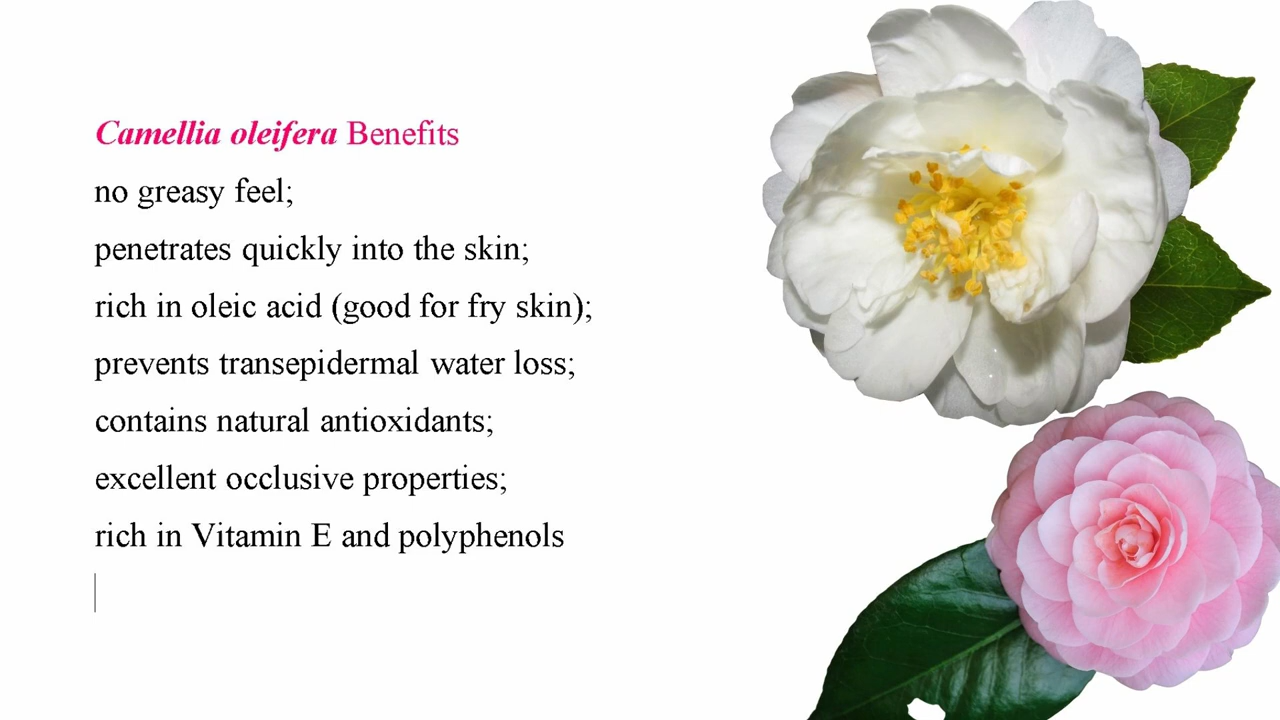 Camellia oleifera Benefits
no greasy feel;
penetrates quickly into the skin;
rich in oleic acid (good for fry skin);
prevents transepidermal water loss;
contains natural antioxidants;
excellent occlusive properties;
rich in Vitamin E and polyphenols